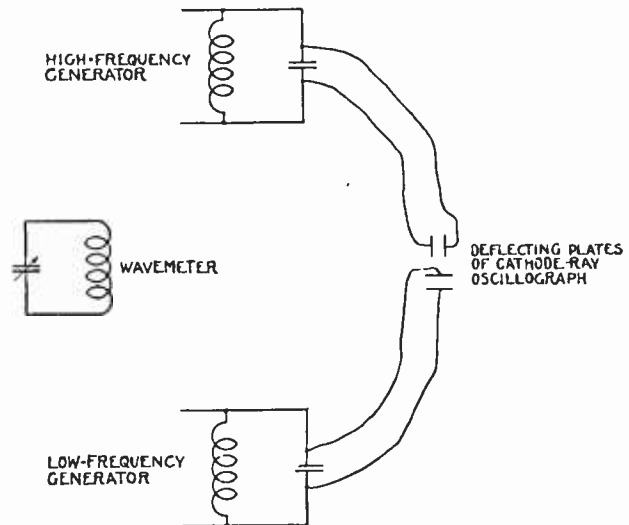 HIGH-FREQUENCY
GENERATOR
WAVEMETER
DEFLECTING PLATES
OF CATHODE-RAY
OSCILLOGRAPH
LOW-FREQUENCY
GENERATOR